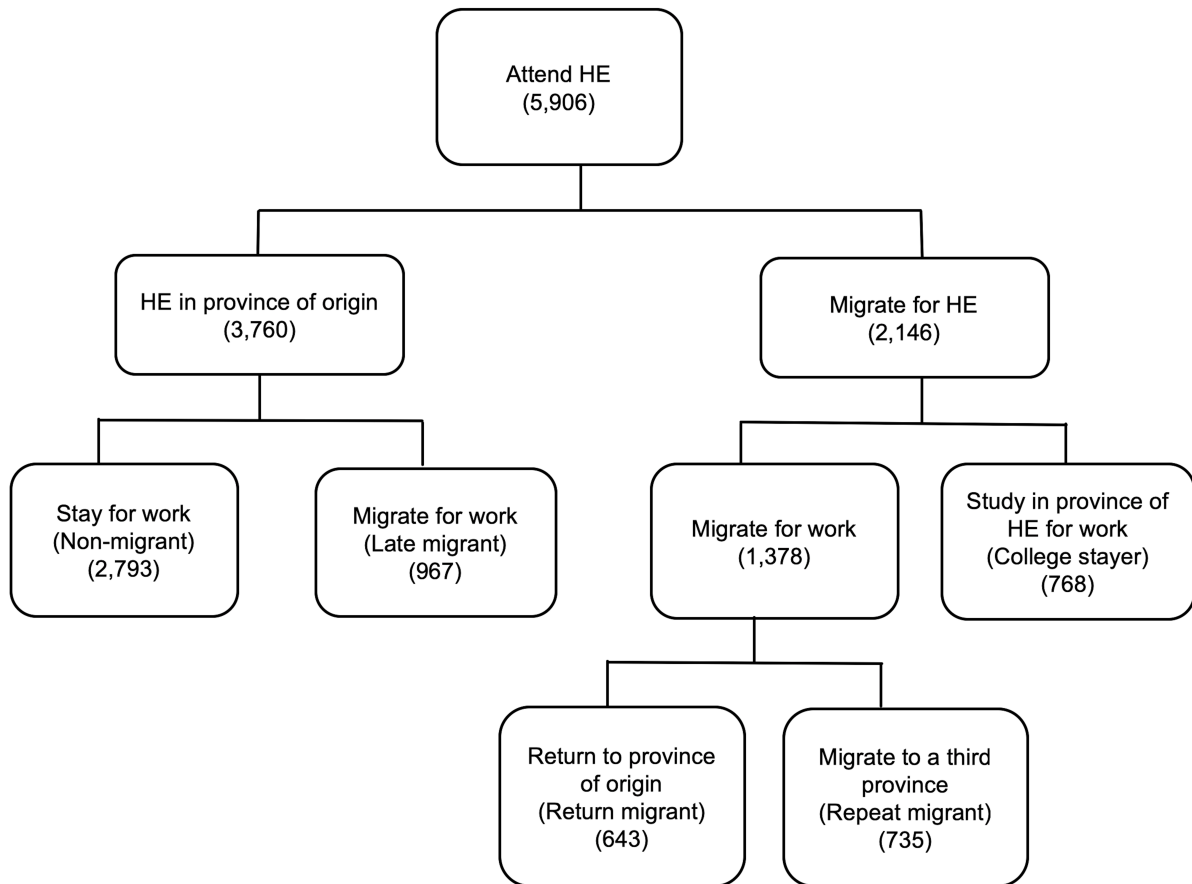 Attend HE
(5,906)
HE in province of origin
(3,760)
Migrate for HE
(2,146)
Stay for work
(Non-migrant)
(2,793)
Migrate for work
(Late migrant)
(967)
Migrate for work
(1,378)
Study in province of
HE for work
(College stayer)
(768)
Return to province
of origin
(Return migrant)
(643)
Migrate to a third
province
(Repeat migrant)
(735)